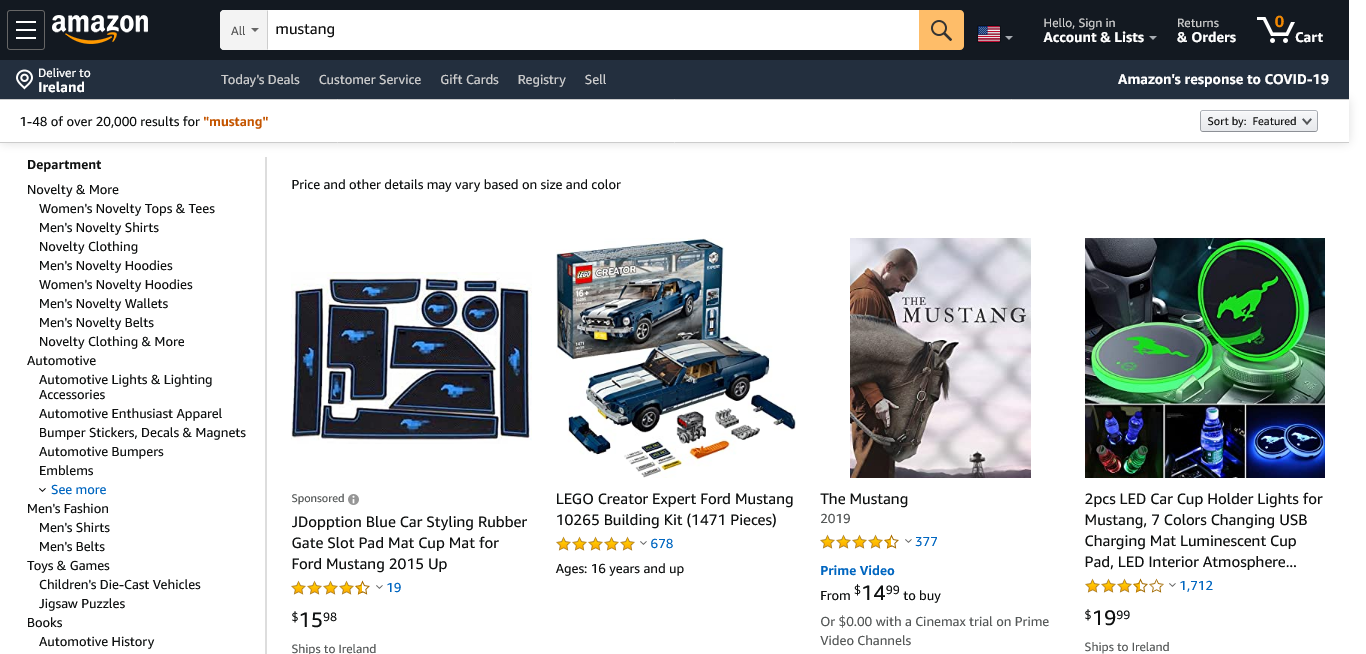 amazon
All
mustang
Hello, Sign in
Account & Lists
Returns
& Orders
0
Cart
Deliver to
Ireland
Today's Deals
Customer Service
Gift Cards
Registry
Sell
Amazon's response to COVID-19
1-48 of over 20,000 results for "mustang"
Sort by: Featured
Department
Novelty & More
Women's Novelty Tops & Tees
Men's Novelty Shirts
Novelty Clothing
Men's Novelty Hoodies
Women's Novelty Hoodies
Men's Novelty Wallets
Men's Novelty Belts
Novelty Clothing & More
Automotive
Automotive Lights & Lighting
Accessories
Automotive Enthusiast Apparel
Bumper Stickers, Decals & Magnets
Automotive Bumpers
Emblems
See more
Men's Fashion
Men's Shirts
Men's Belts
Toys & Games
Children's Die-Cast Vehicles
Jigsaw Puzzles
Books
Automotive History
Price and other details may vary based on size and color
Sponsored
JDopption Blue Car Styling Rubber
Gate Slot Pad Mat Cup Mat for
Ford Mustang 2015 Up
19
$1598
Ships to Ireland
LEGO
CREATOR
16+
LEGO Creator Expert Ford Mustang
10265 Building Kit (1471 Pieces)
678
Ages: 16 years and up
THE
MUSTANG
The Mustang
2019
377
Prime Video
From $1499 to buy
Or $0.00 with a Cinemax trial on Prime
Video Channels
P
2pcs LED Car Cup Holder Lights for
Mustang, 7 Colors Changing USB
Charging Mat Luminescent Cup
Pad, LED Interior Atmosphere...
1,712
$1999
Ships to Ireland